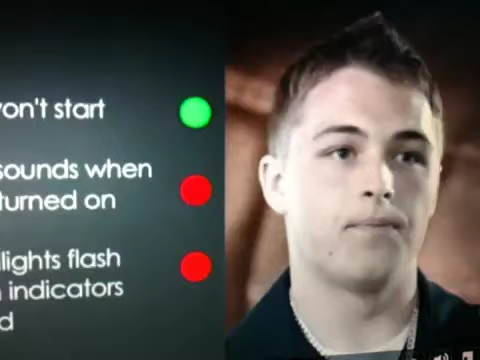 won't start
sounds when
turned on
lights flash
indicators